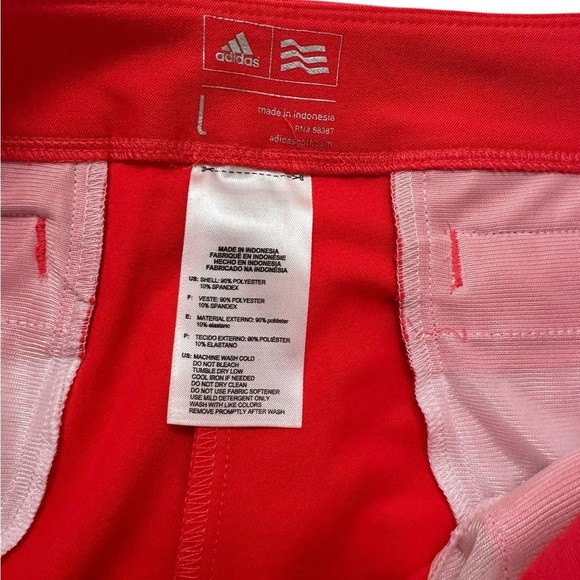 adidas
L
made in indonesia
RN# 88387
adidasgolf.com
MADE IN INDONESIA
FABRIQUÉ EN INDONÉSIE
HECHO EN INDONESIA
FABRICADO NA INDONÉSIA
US: SHELL: 90% POLYESTER
10% SPANDEX
F: VESTE: 90% POLYESTER
10% SPANDEX
E: MATERIAL EXTERNO: 90% poliéster
10% elastano
P: TECIDO EXTERNO: 90% POLIÉSTER
10% ELASTANO
US: MACHINE WASH COLD
DO NOT BLEACH
TUMBLE DRY LOW
COOL IRON IF NEEDED
DO NOT DRY CLEAN
DO NOT USE FABRIC SOFTENER
USE MILD DETERGENT ONLY
WASH WITH LIKE COLORS
REMOVE PROMPTLY AFTER WASH